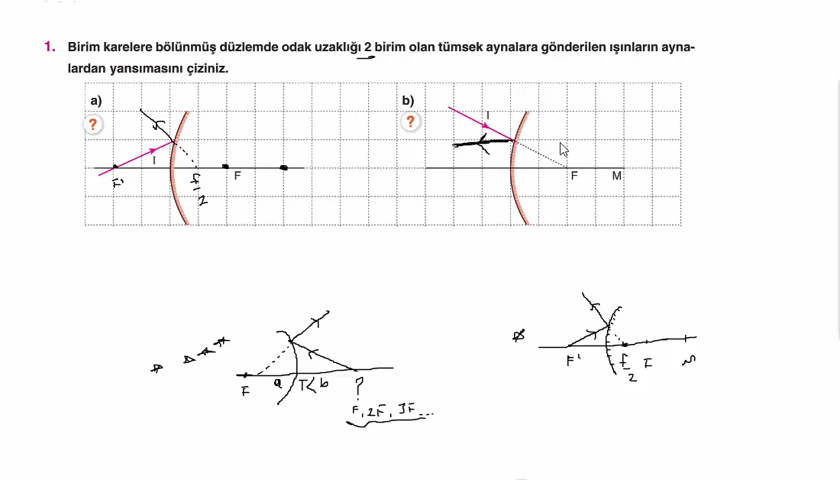 1. Birim karelere bölünmüş düzlemde odak uzaklığı 2 birim olan tümsek aynalara gönderilen ışınların ayna-
lardan yansımasını çiziniz.
a)
?
I
F'
f/2
F
b)
?
I
F
M
F
a
T
b
?
F, 2F, 3F...
F'
f/2
F
M